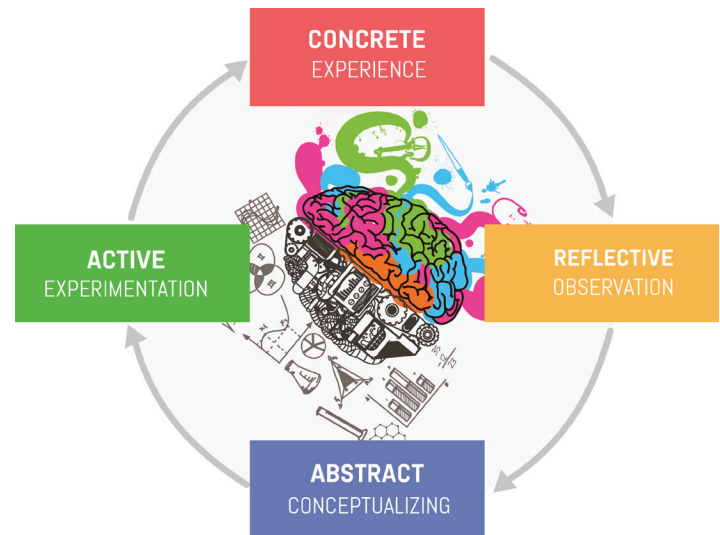 CONCRETE
EXPERIENCE
REFLECTIVE
OBSERVATION
ABSTRACT
CONCEPTUALIZING
ACTIVE
EXPERIMENTATION